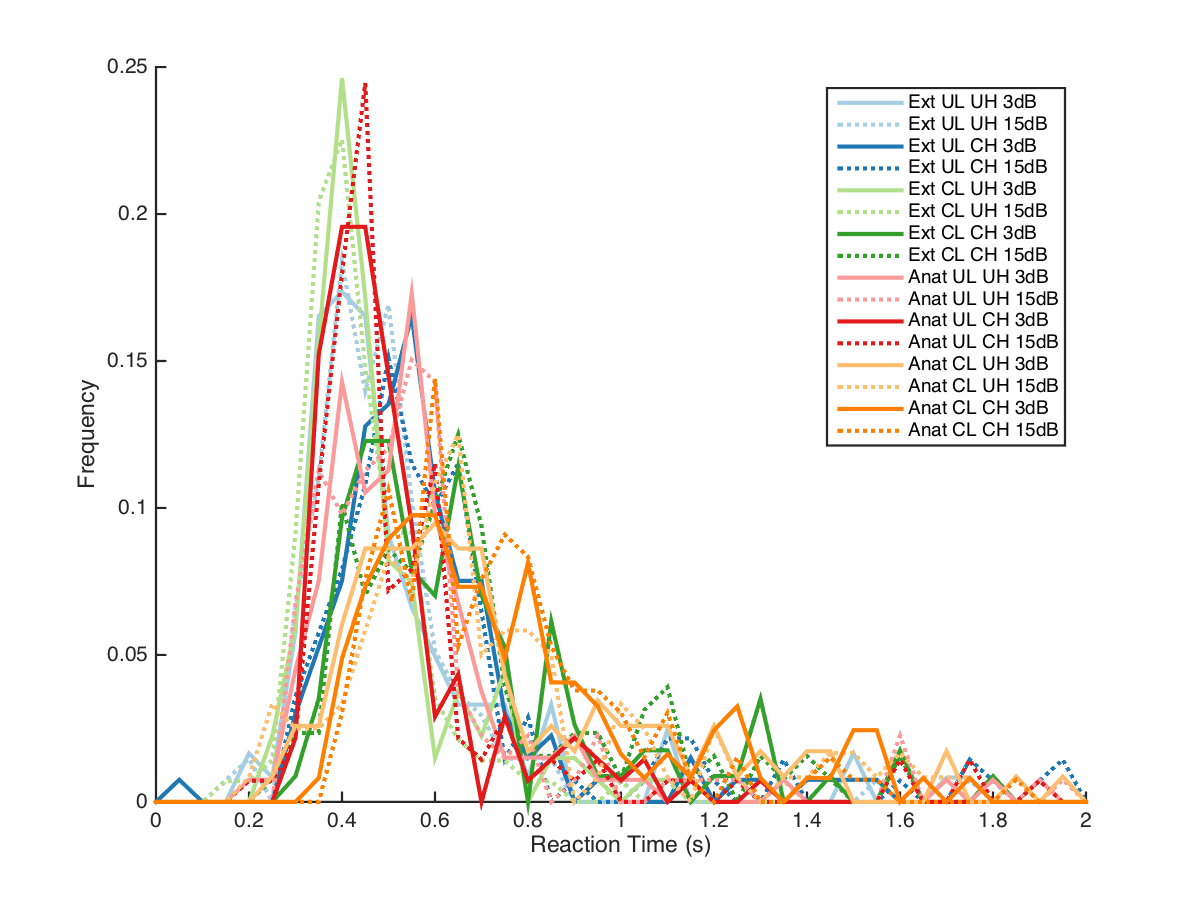 0.25
0.2
0.15
0.1
0.05
0
Frequency
0 0.2 0.4 0.6 0.8 1 1.2 1.4 1.6 1.8 2
Reaction Time (s)
Ext UL UH 3dB
Ext UL UH 15dB
Ext UL CH 3dB
Ext UL CH 15dB
Ext CL UH 3dB
Ext CL UH 15dB
Ext CL CH 3dB
Ext CL CH 15dB
Anat UL UH 3dB
Anat UL UH 15dB
Anat UL CH 3dB
Anat UL CH 15dB
Anat CL UH 3dB
Anat CL UH 15dB
Anat CL CH 3dB
Anat CL CH 15dB